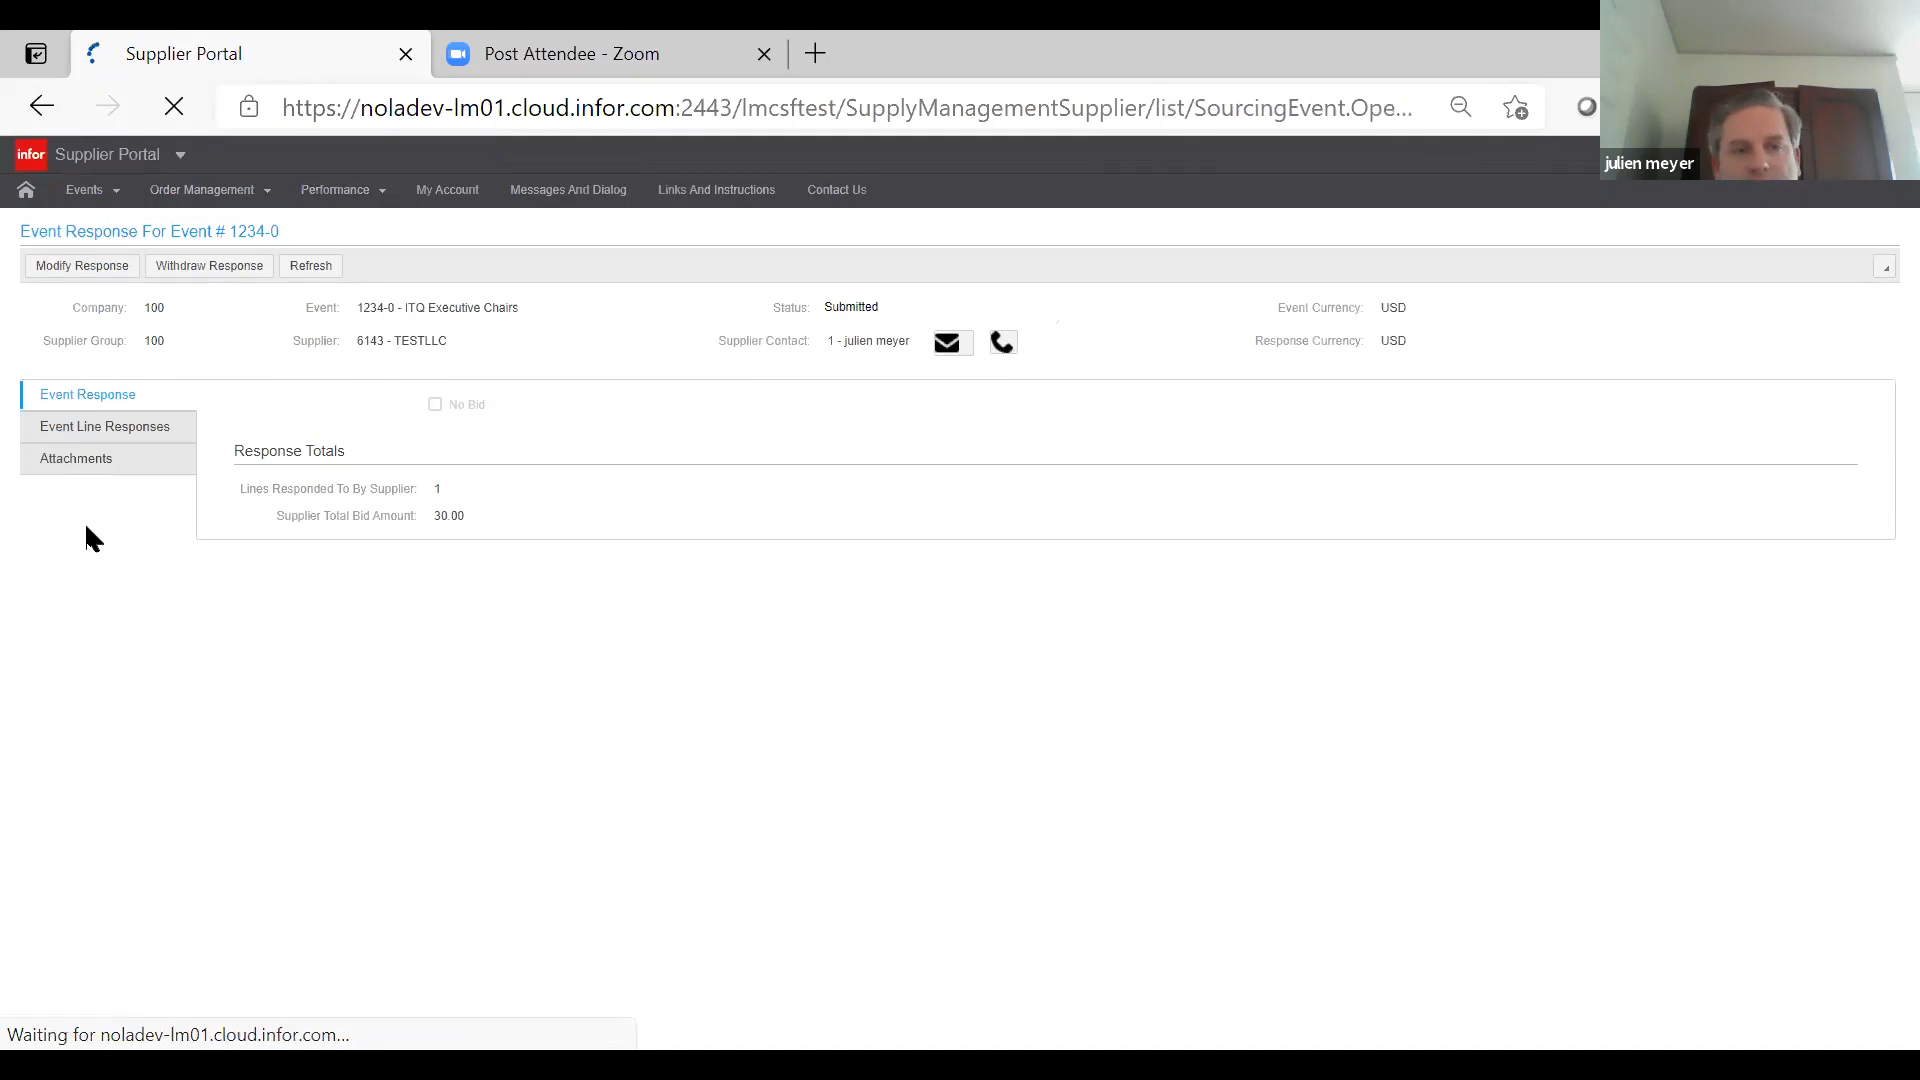 Supplier Portal
Post Attendee - Zoom
https://noladev-lm01.cloud.infor.com:2443/lmcsftest/SupplyManagementSupplier/list/SourcingEvent.Ope...
julien meyer
infor Supplier Portal
Events Order Management Performance My Account Messages And Dialog Links And Instructions Contact Us
Event Response For Event # 1234-0
Modify Response Withdraw Response Refresh
Company: 100 Event: 1234-0 - ITQ Executive Chairs Status: Submitted Event Currency: USD
Supplier Group: 100 Supplier: 6143 - TESTLLC Supplier Contact: 1 - julien meyer Response Currency: USD
Event Response
Event Line Responses
Attachments
No Bid
Response Totals
Lines Responded To By Supplier: 1
Supplier Total Bid Amount: 30.00
Waiting for noladev-lm01.cloud.infor.com...